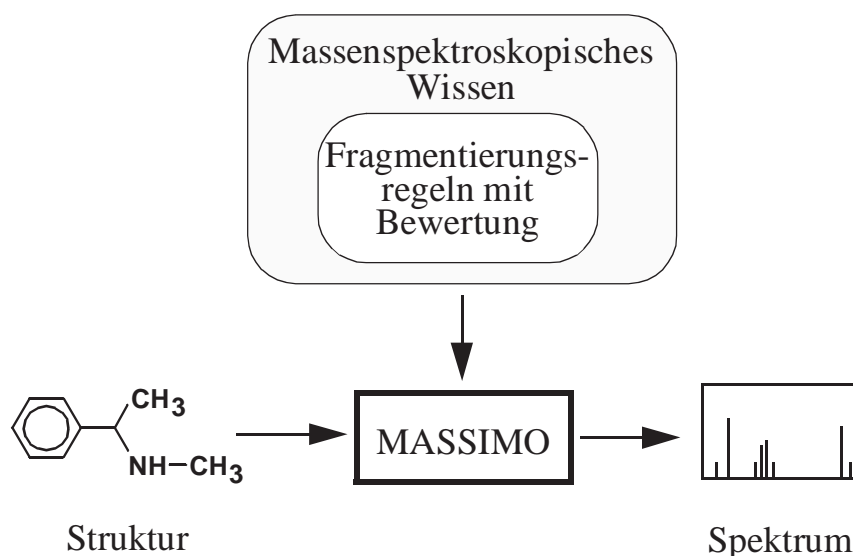 Massenspektroskopisches
Wissen
Fragmentierungs-
regeln mit
Bewertung
CH3
NH–CH3
MASSIMO
Struktur
Spektrum